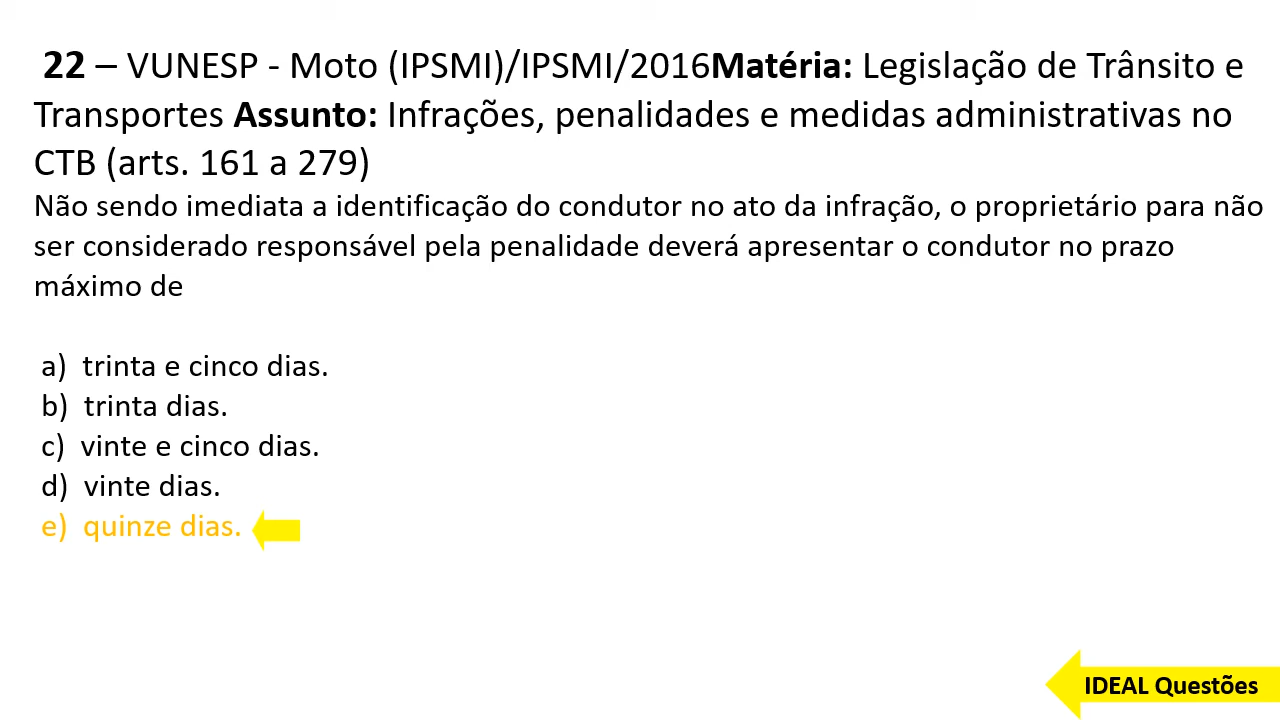 22 – VUNESP - Moto (IPSMI)/IPSMI/2016Matéria: Legislação de Trânsito e
Transportes Assunto: Infrações, penalidades e medidas administrativas no
CTB (arts. 161 a 279)
Não sendo imediata a identificação do condutor no ato da infração, o proprietário para não
ser considerado responsável pela penalidade deverá apresentar o condutor no prazo
máximo de
a) trinta e cinco dias.
b) trinta dias.
c) vinte e cinco dias.
d) vinte dias.
e) quinze dias.
IDEAL Questões